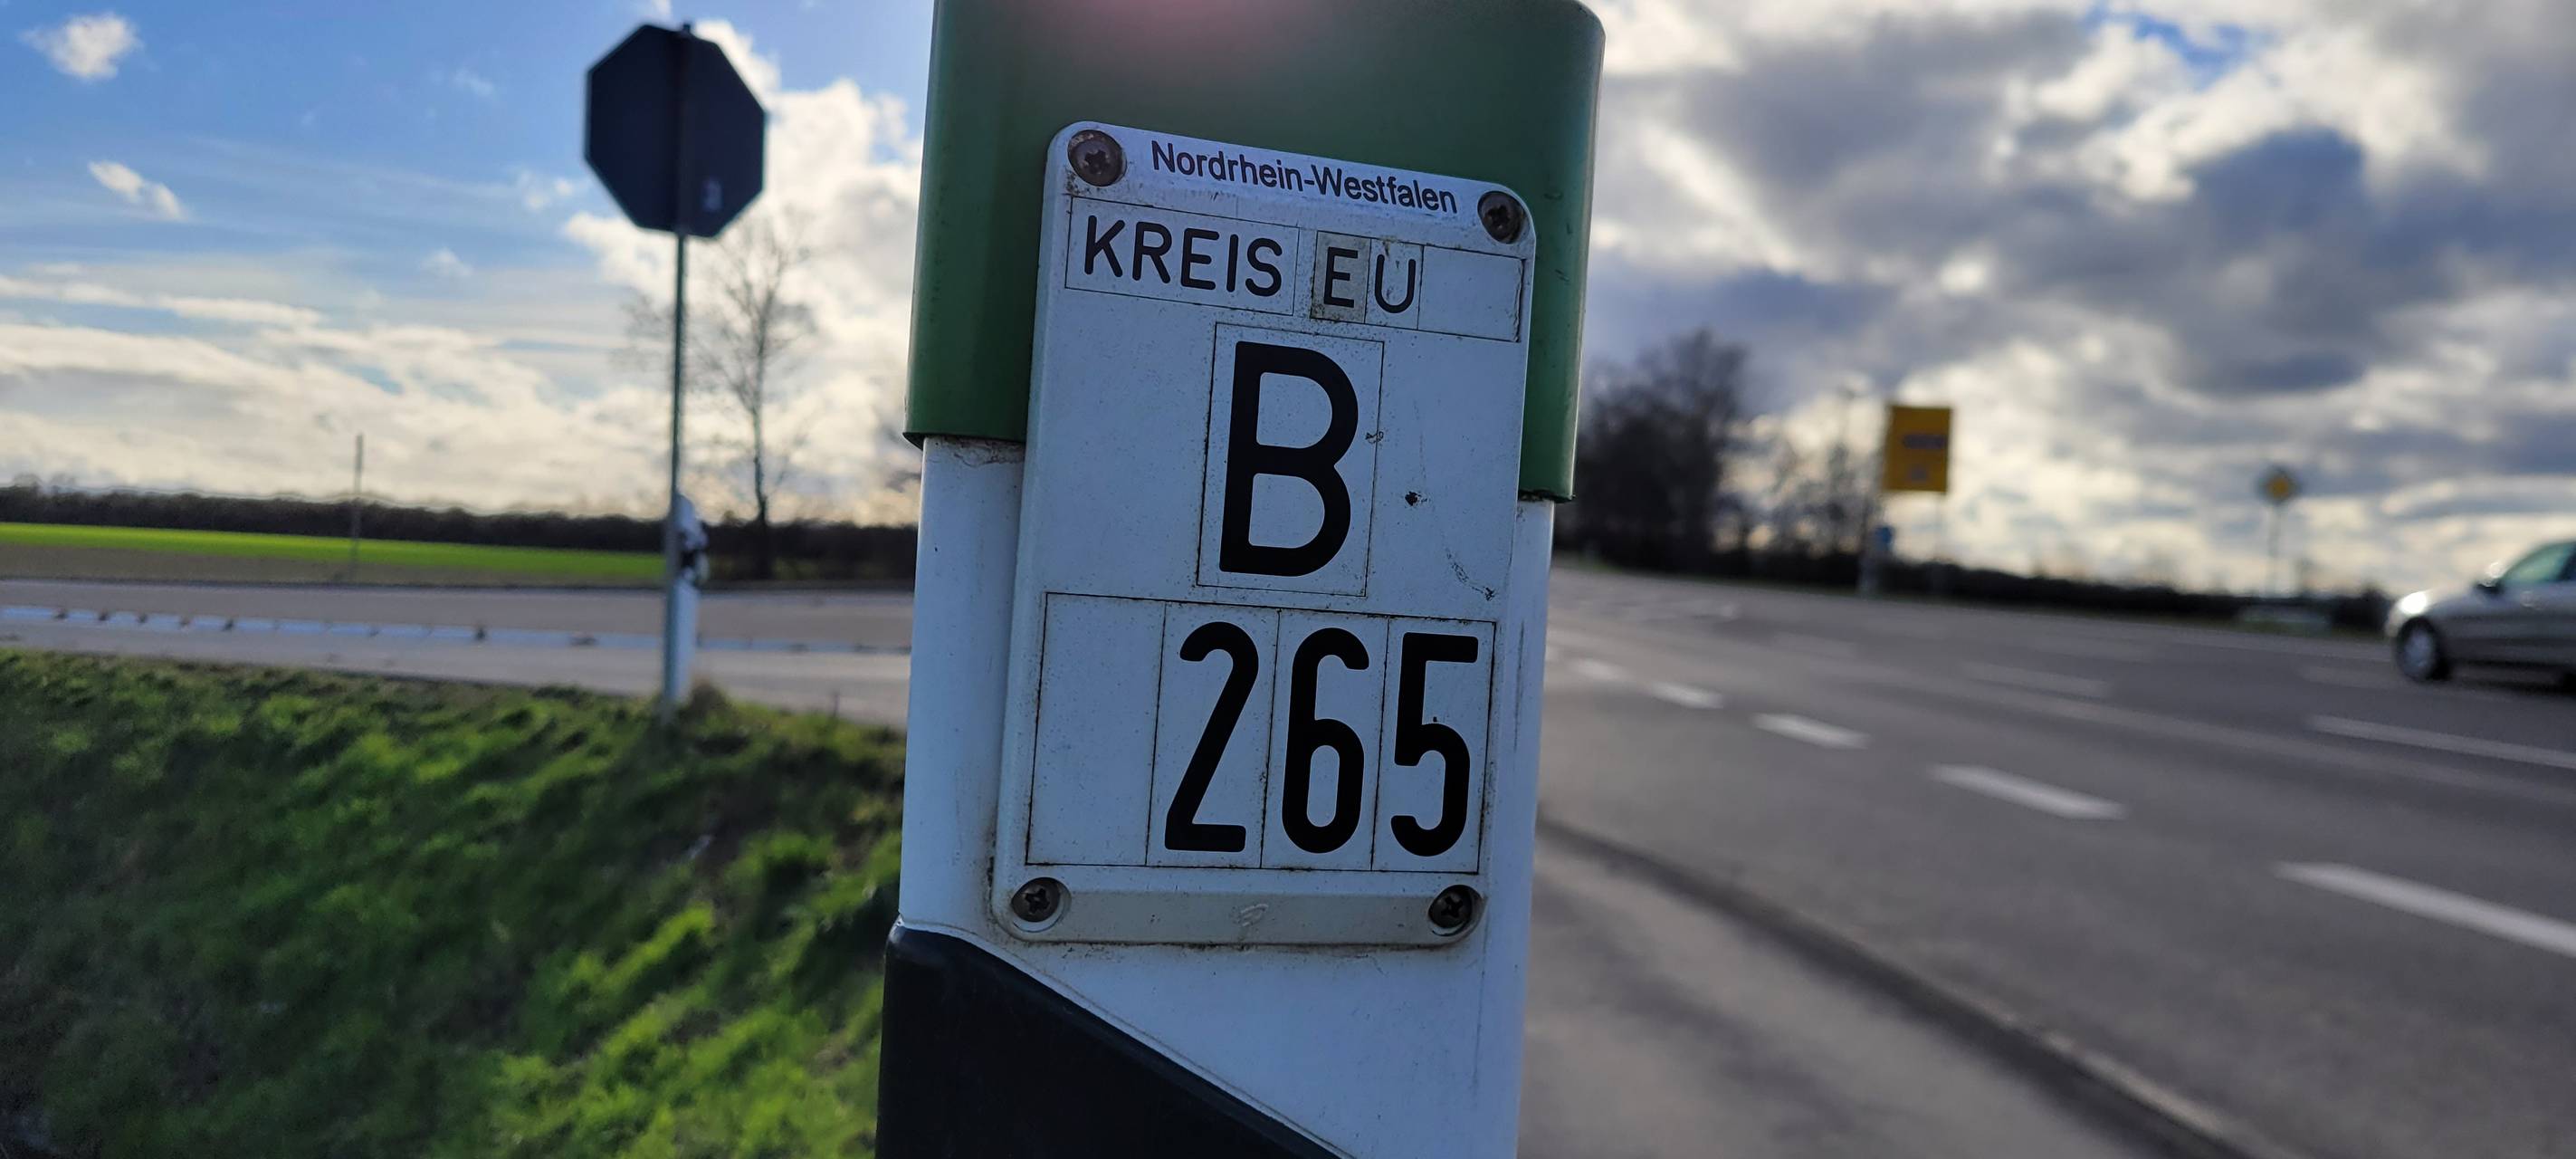 Nordrhein-Westfalen
KREIS EU
B
265